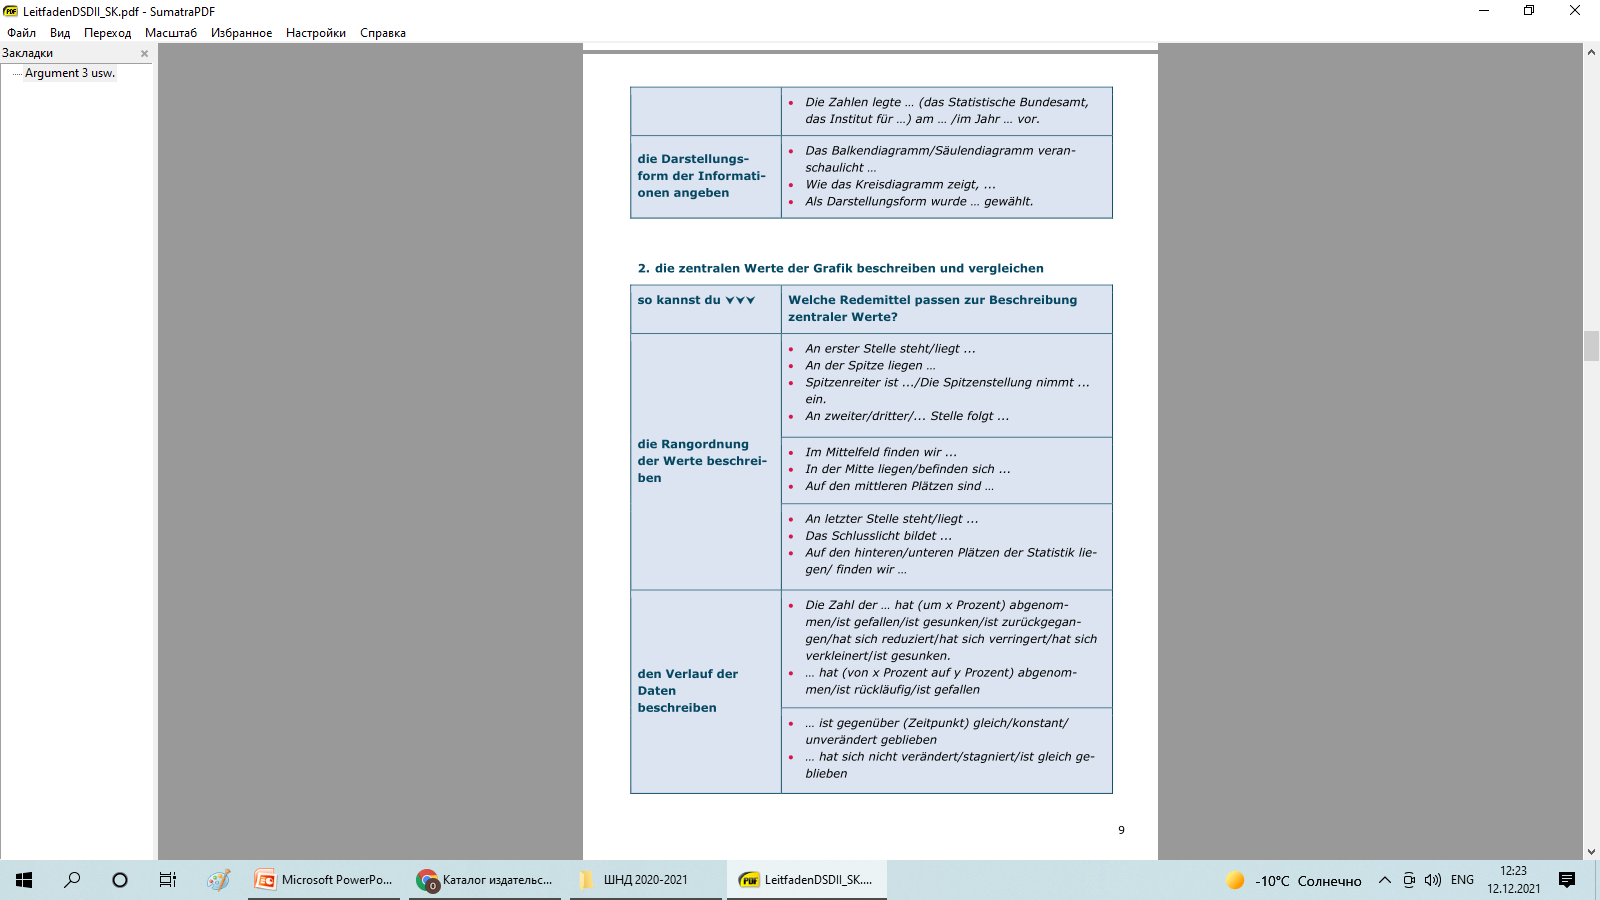 LeitfadenDSDII_SK.pdf - SumatraPDF
Файл Вид Переход Масштаб Избранное Настройки Справка
Закладки
Argument 3 usw.
• Die Zahlen legte … (das Statistische Bundesamt,
das Institut für …) am … /im Jahr … vor.
die Darstellungs-
form der Informati-
onen angeben
• Das Balkendiagramm/Säulendiagramm veran-
schaulicht …
• Wie das Kreisdiagramm zeigt, ...
• Als Darstellungsform wurde … gewählt.
2. die zentralen Werte der Grafik beschreiben und vergleichen
so kannst du
Welche Redemittel passen zur Beschreibung
zentraler Werte?
die Rangordnung
der Werte beschrei-
ben
• An erster Stelle steht/liegt ...
• An der Spitze liegen …
• Spitzenreiter ist .../Die Spitzenstellung nimmt ...
ein.
• An zweiter/dritter/... Stelle folgt ...
• Im Mittelfeld finden wir ...
• In der Mitte liegen/befinden sich ...
• Auf den mittleren Plätzen sind …
• An letzter Stelle steht/liegt ...
• Das Schlusslicht bildet ...
• Auf den hinteren/unteren Plätzen der Statistik lie-
gen/ finden wir …
den Verlauf der
Daten
beschreiben
• Die Zahl der … hat (um x Prozent) abgenom-
men/ist gefallen/ist gesunken/ist zurückgegan-
gen/hat sich reduziert/hat sich verringert/hat sich
verkleinert/ist gesunken.
• … hat (von x Prozent auf y Prozent) abgenom-
men/ist rückläufig/ist gefallen
• … ist gegenüber (Zeitpunkt) gleich/konstant/
unverändert geblieben
• … hat sich nicht verändert/stagniert/ist gleich ge-
blieben
9
Microsoft PowerPo... Каталог издательс... ШНД 2020-2021 LeitfadenDSDII_SK.... -10°C Солнечно ENG 12:23
12.12.2021